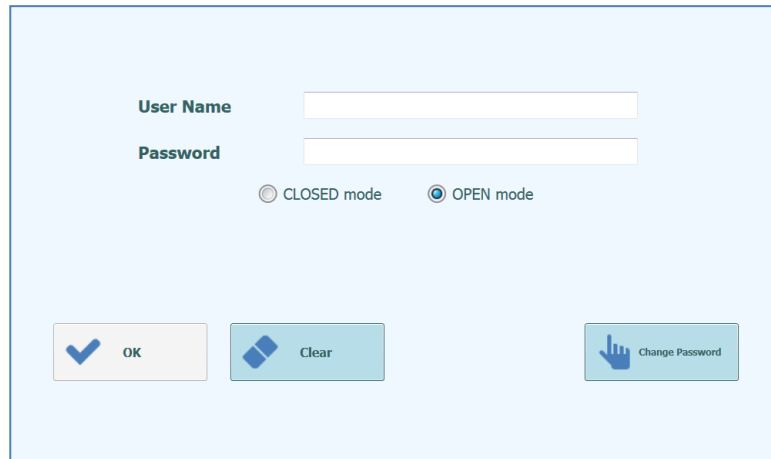 User Name
Password
CLOSED mode OPEN mode
OK Clear Change Password